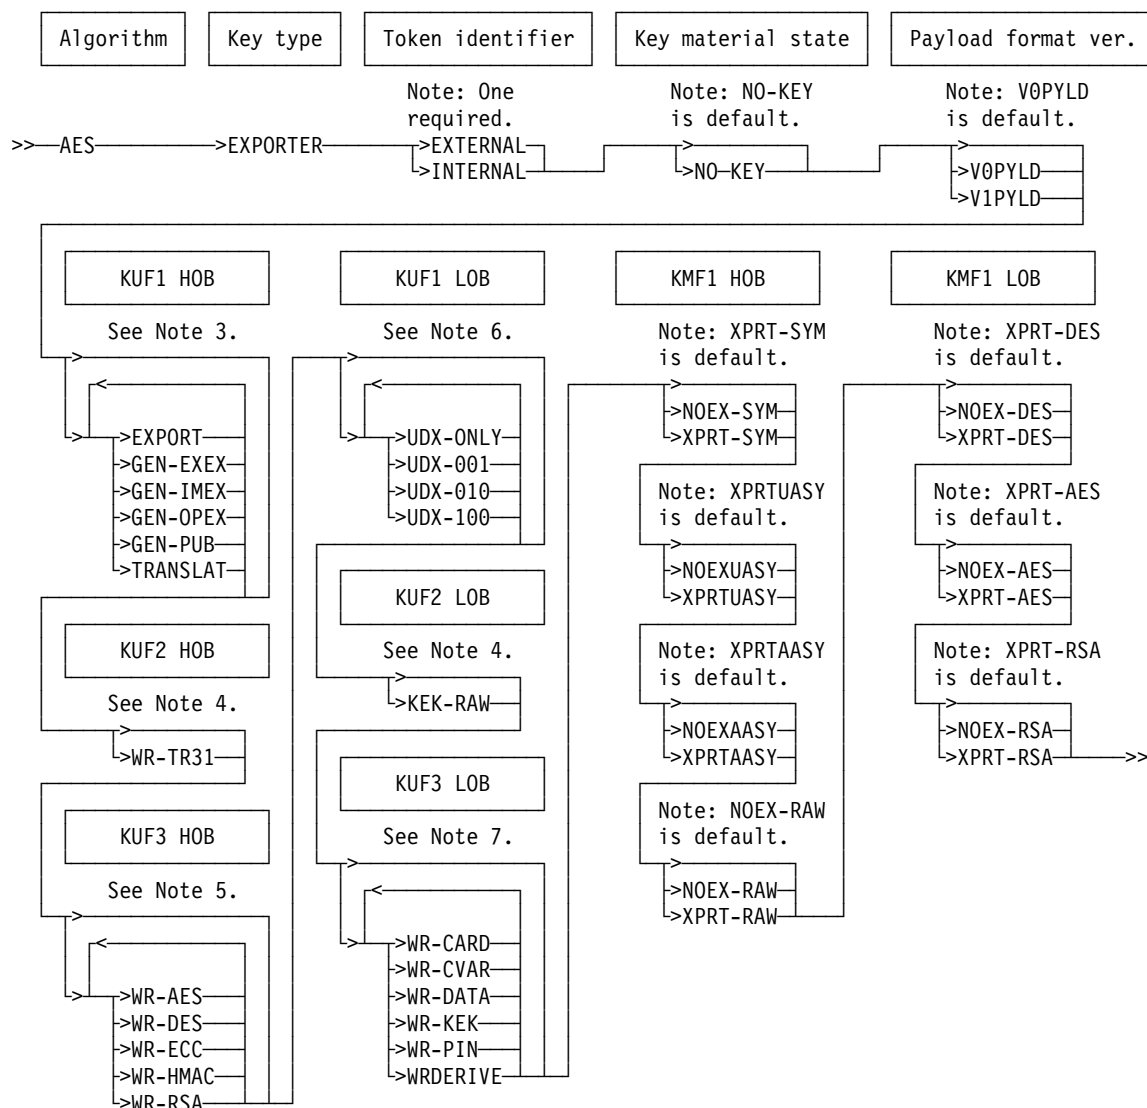 Algorithm Key type Token identifier Key material state Payload format ver.
Note: One Note: NO-KEY Note: V0PYLD
required. is default. is default.
>>—AES >EXPORTER >EXTERNAL >
>INTERNAL >NO-KEY >V0PYLD
>V1PYLD
KUF1 HOB KUF1 LOB KMF1 HOB KMF1 LOB
See Note 3. See Note 6. Note: XPRT-SYM Note: XPRT-DES
is default. is default.
>EXPORT >UDX-ONLY >NOEX-SYM >NOEX-DES
>GEN-EXEX >UDX-001 >XPRT-SYM >XPRT-DES
>GEN-IMEX >UDX-010 Note: XPRTUASY Note: XPRT-AES
>GEN-OPEX >UDX-100 is default. is default.
>GEN-PUB >NOEXUASY >NOEX-AES
>TRANSLAT >XPRTUASY >XPRT-AES
KUF2 HOB KUF2 LOB Note: XPRTAASY Note: XPRT-RSA
See Note 4. See Note 4. is default. is default.
>WR-TR31 >KEK-RAW >NOEXAASY >NOEX-RSA
>XPRTAASY >XPRT-RSA >>
KUF3 HOB KUF3 LOB Note: NOEX-RAW
See Note 5. See Note 7. is default.
>NOEX-RAW
>XPRT-RAW
>WR-AES >WR-CARD
>WR-DES >WR-CVAR
>WR-ECC >WR-DATA
>WR-HMAC >WR-KEK
>WR-RSA >WR-PIN
>WRDERIVE